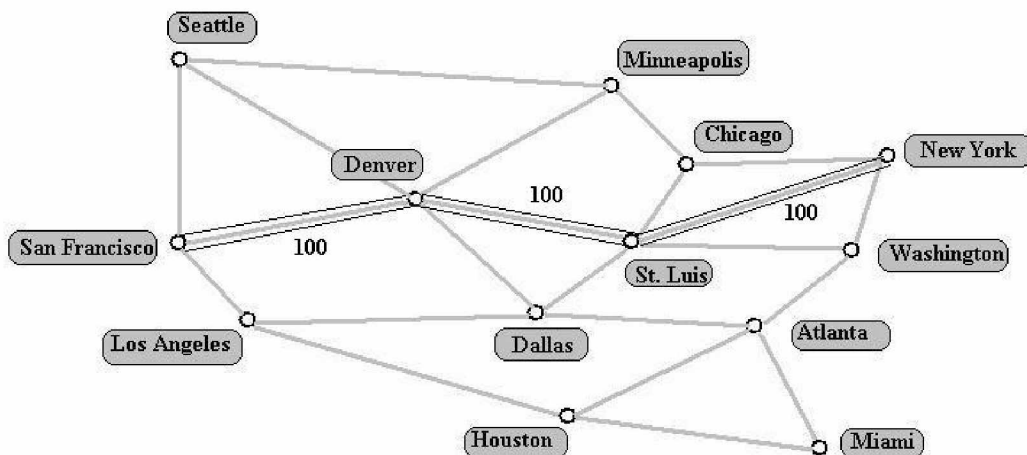 Seattle
Minneapolis
Chicago
New York
Denver
100
100
San Francisco
100
Washington
St. Luis
Los Angeles
Dallas
Atlanta
Houston
Miami